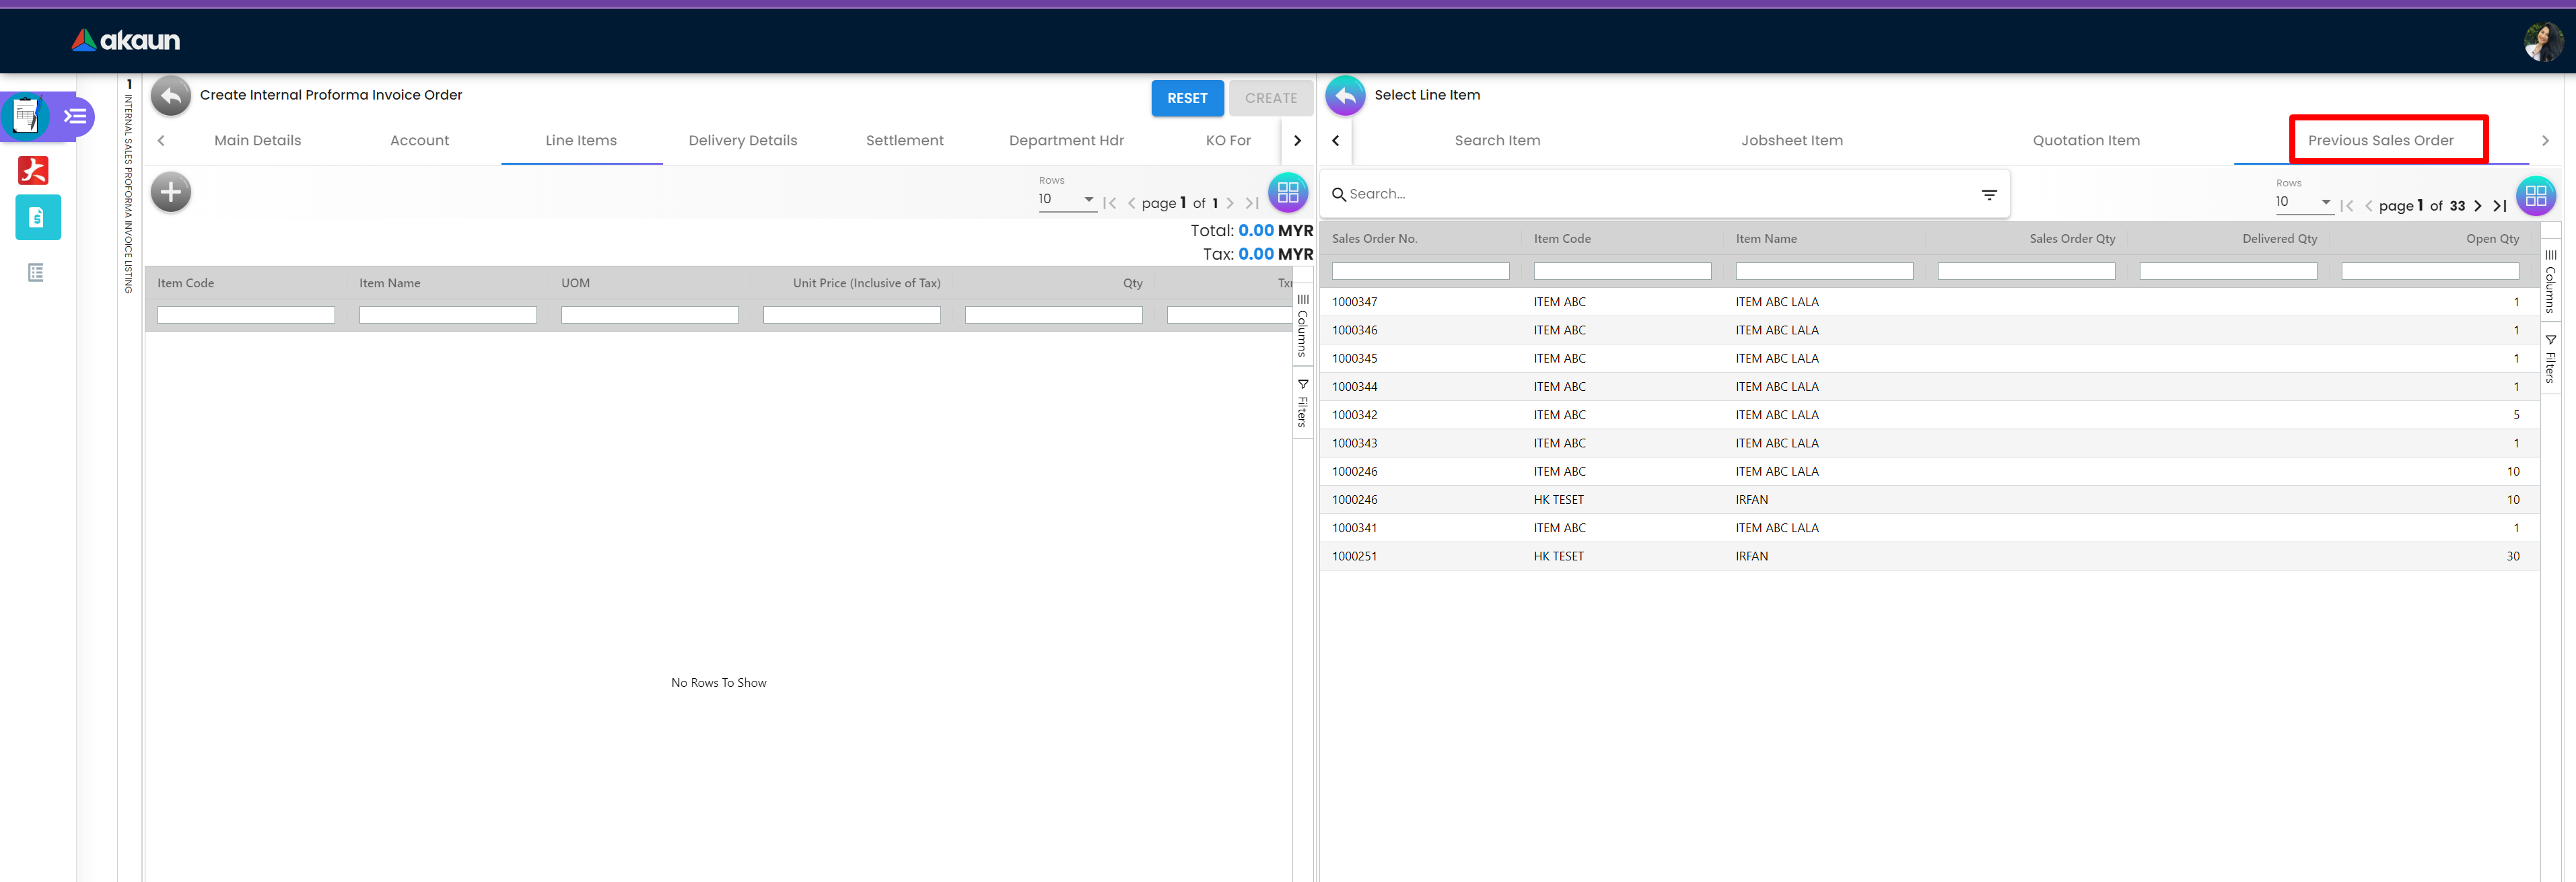 akaun
1 INTERNAL SALES PROFORMA INVOICE LISTING
Create Internal Proforma Invoice Order
RESET
CREATE
Main Details
Account
Line Items
Delivery Details
Settlement
Department Hdr
KO For
Rows
10
page 1 of 1
Total: 0.00 MYR
Tax: 0.00 MYR
Item Code Item Name UOM Unit Price (Inclusive of Tax) Qty
Columns
Filters
No Rows To Show
Select Line Item
Search Item
Jobsheet Item
Quotation Item
Previous Sales Order
Search...
Rows
10
page 1 of 33
Sales Order No. Item Code Item Name Sales Order Qty Delivered Qty Open Qty
1000347 ITEM ABC ITEM ABC LALA 1
1000346 ITEM ABC ITEM ABC LALA 1
1000345 ITEM ABC ITEM ABC LALA 1
1000344 ITEM ABC ITEM ABC LALA 1
1000342 ITEM ABC ITEM ABC LALA 5
1000343 ITEM ABC ITEM ABC LALA 1
1000246 ITEM ABC ITEM ABC LALA 10
1000246 HK TESET IRFAN 10
1000341 ITEM ABC ITEM ABC LALA 1
1000251 HK TESET IRFAN 30
Columns
Filters